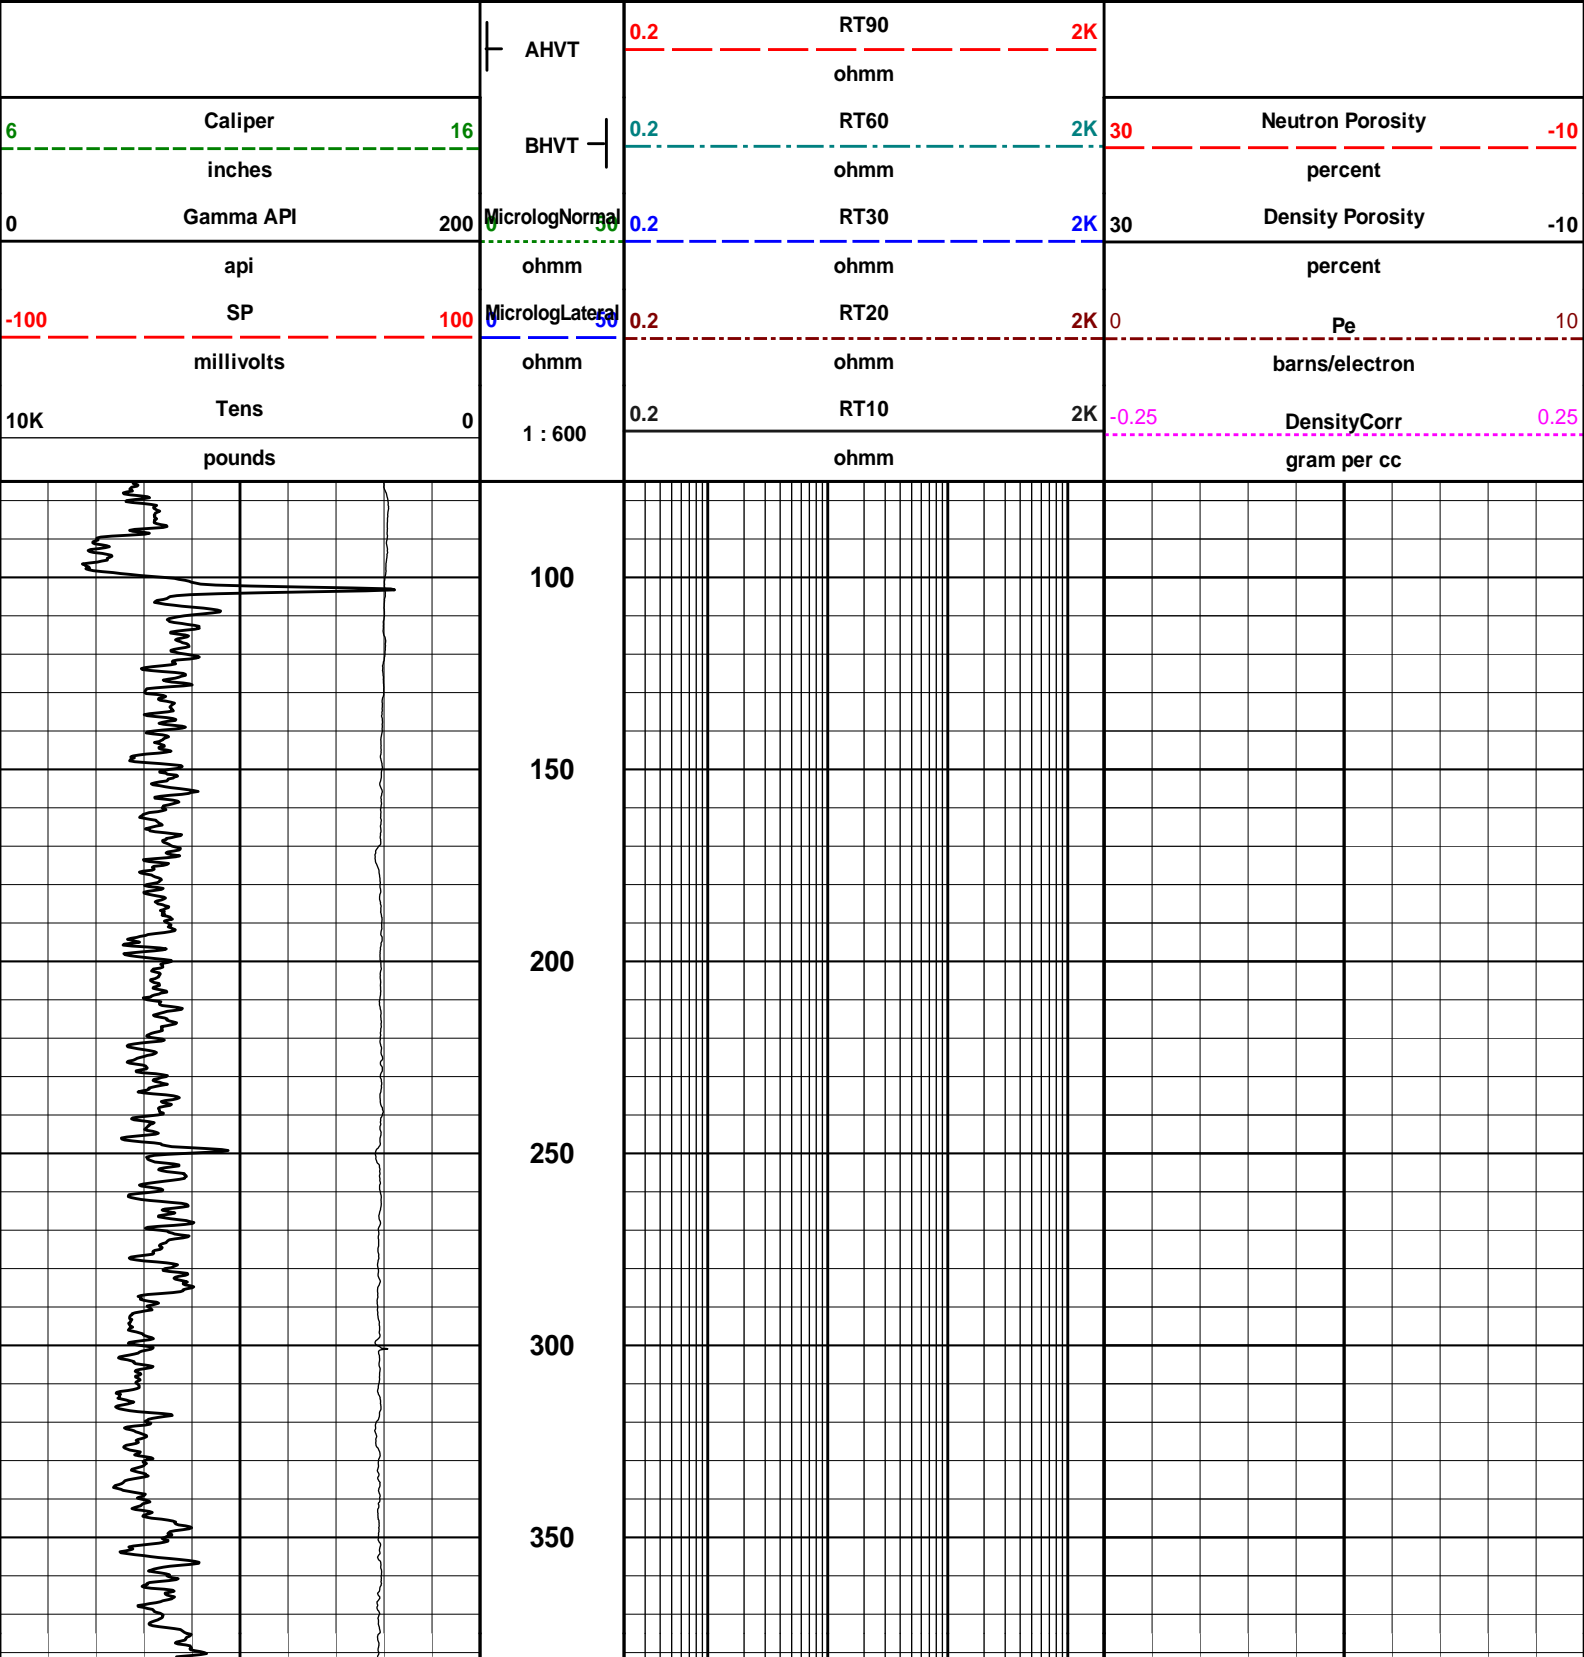 AHVT
BHVT
0.2 RT90 2K
ohmm
6 Caliper 16
inches
0.2 RT60 2K
ohmm
30 Neutron Porosity -10
percent
0 Gamma API 200
api
MicrologNormal
0 50
ohmm
0.2 RT30 2K
ohmm
30 Density Porosity -10
percent
-100 SP 100
millivolts
MicrologLateral
0 50
ohmm
0.2 RT20 2K
ohmm
0 Pe 10
barns/electron
10K Tens 0
pounds
1 : 600
0.2 RT10 2K
ohmm
-0.25 DensityCorr 0.25
gram per cc
100
150
200
250
300
350